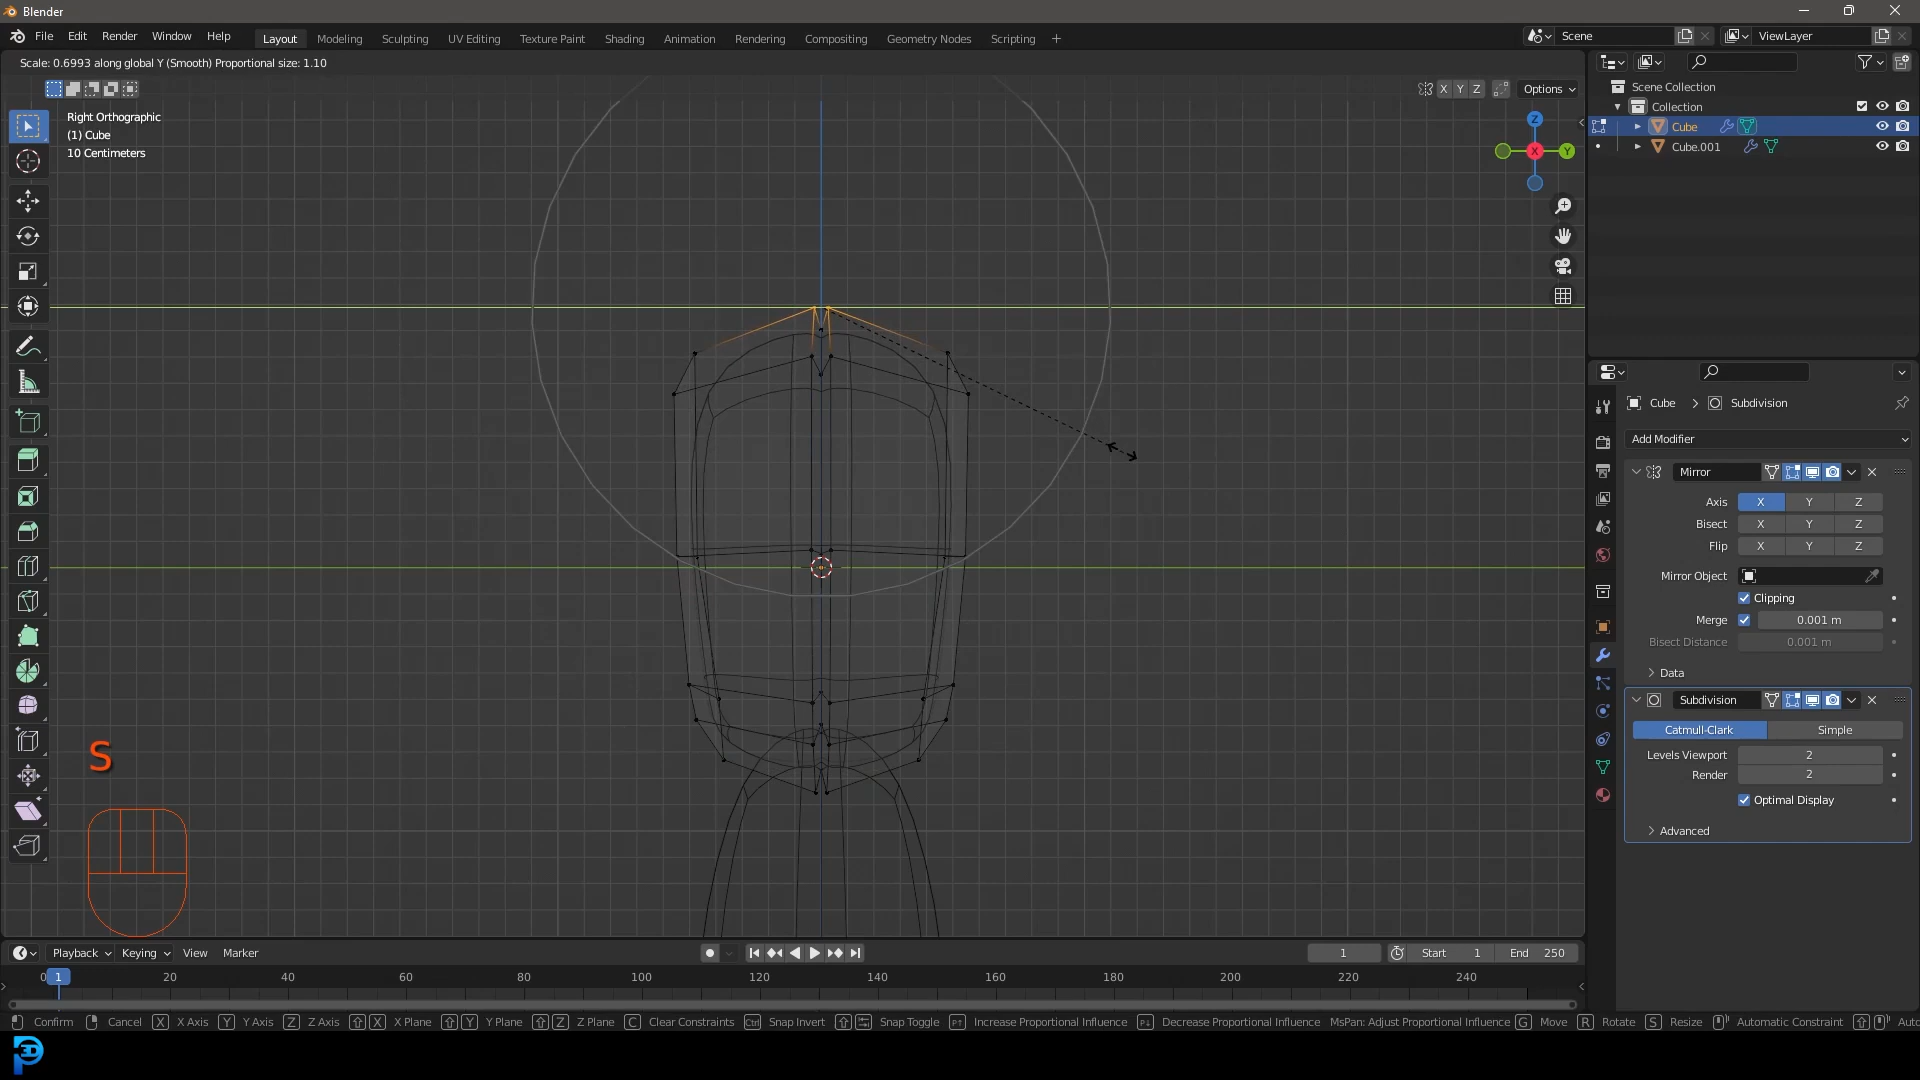 Blender
File Edit Render Window Help Layout Modeling Sculpting UV Editing Texture Paint Shading Animation Rendering Compositing Geometry Nodes Scripting + Scene ViewLayer
Scale: 0.6993 along global Y (Smooth) Proportional size: 1.10
X Y Z Options
Right Orthographic
(1) Cube
10 Centimeters
Z
X
Y
Scene Collection
Collection
Cube
Cube.001
Cube > Subdivision
Add Modifier
Mirror
Axis X Y Z
Bisect X Y Z
Flip X Y Z
Mirror Object
Clipping
Merge 0.001 m
Bisect Distance 0.001 m
Data
Subdivision
Catmull-Clark Simple
Levels Viewport 2
Render 2
Optimal Display
Advanced
S
Playback Keying View Marker 1 Start 1 End 250
0 1 20 40 60 80 100 120 140 160 180 200 220 240
Confirm Cancel X X Axis Y Y Axis Z Z Axis X X Plane Y Y Plane Z Z Plane C Clear Constraints Ctrl Snap Invert Snap Toggle Increase Proportional Influence Decrease Proportional Influence MsPan: Adjust Proportional Influence G Move R Rotate S Resize Automatic Constraint Auto